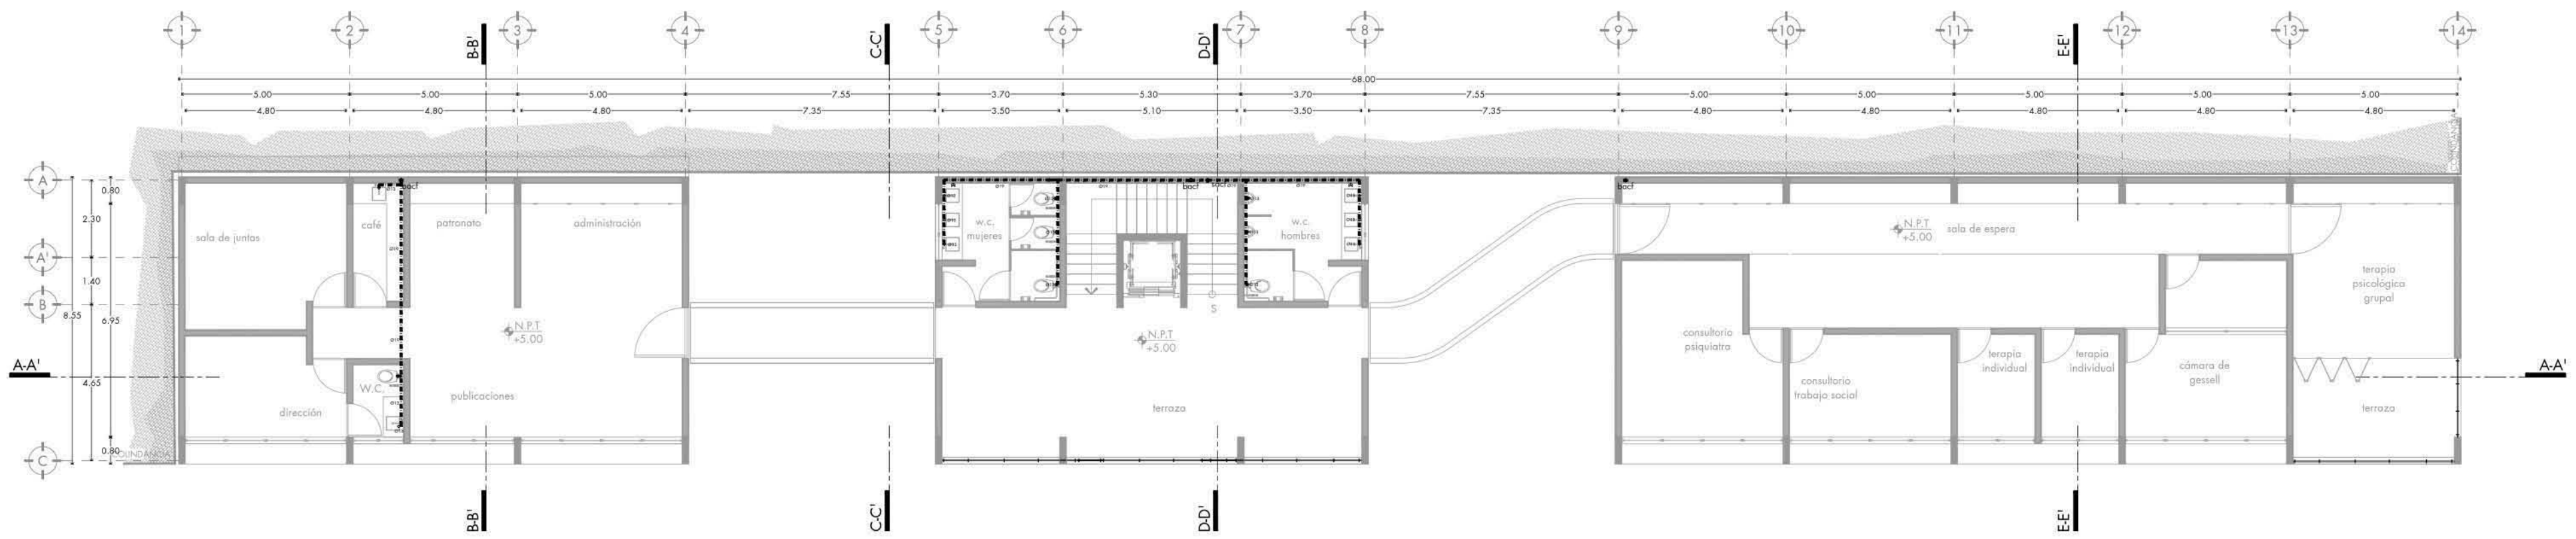 1 2 3 4 5 6 7 8 9 10 11 12 13 14
B-B' C-C' D-D' E-E'
68.00
5.00 5.00 5.00 7.55 3.70 5.30 3.70 7.55 5.00 5.00 5.00 5.00 5.00
4.80 4.80 4.80 7.35 3.50 5.10 3.50 7.35 4.80 4.80 4.80 4.80 4.80
COLINDANCIA
A
0.80
2.30
A'
1.40
B
8.55
6.95
4.65
0.80
C
COLINDANCIA
A-A'
A-A'
sala de juntas
café
bacf
patronato
administración
N.P.T
+5.00
W.C.
dirección
publicaciones
w.c.
mujeres
bacf
w.c.
hombres
S
N.P.T
+5.00
terraza
bacf
N.P.T
+5.00
sala de espera
consultorio
psiquiatra
consultorio
trabajo social
terapia
individual
terapia
individual
cámara de
gessell
terapia
psicológica
grupal
terraza
B-B' C-C' D-D' E-E'